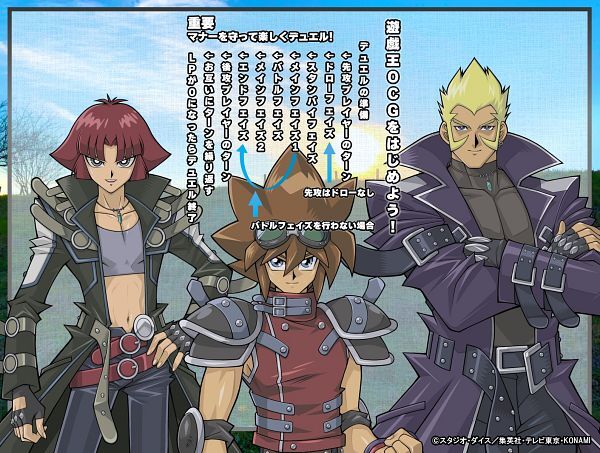 遊戯王OCGをはじめよう！
デュエルの準備
←先攻プレイヤーのターン
←ドローフェイズ
←スタンバイフェイズ
←メインフェイズ1
←バトルフェイズ
←メインフェイズ2
←エンドフェイズ
←後攻プレイヤーのターン
←お互いにターンを繰り返す
LPが0になったらデュエル終了
先攻はドローなし
バトルフェイズを行わない場合
重要
マナーを守って楽しくデュエル！
©スタジオ・ダイス／集英社・テレビ東京・KONAMI